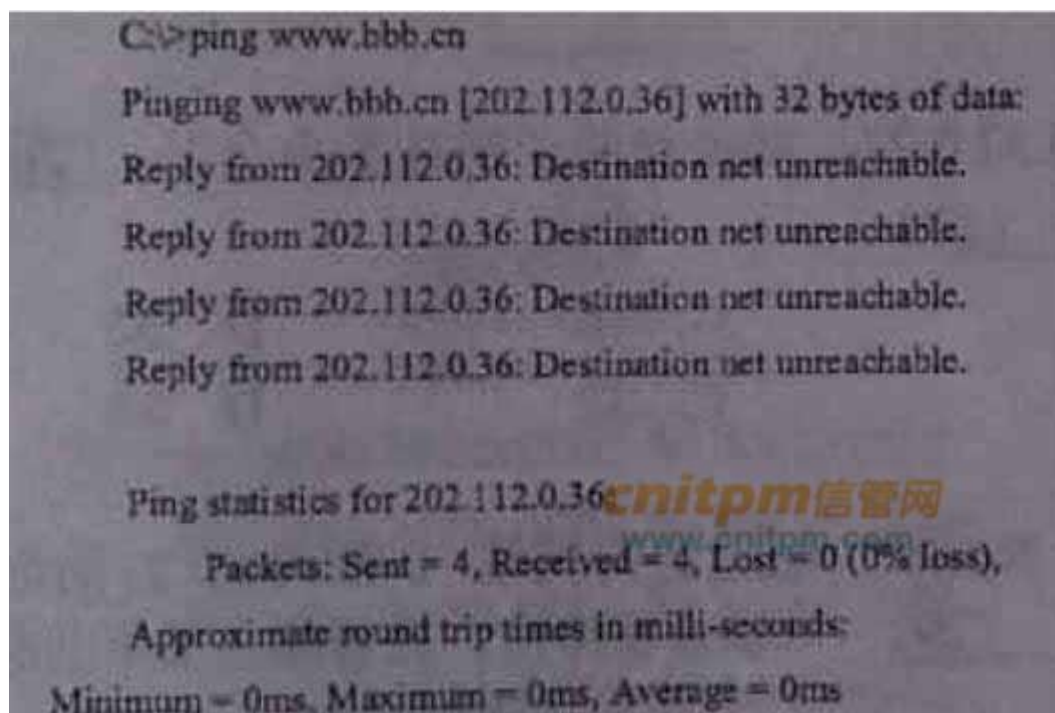 C:\>ping www.bbb.cn
Pinging www.bbb.cn [202.112.0.36] with 32 bytes of data:
Reply from 202.112.0.36: Destination net unreachable.
Reply from 202.112.0.36: Destination net unreachable.
Reply from 202.112.0.36: Destination net unreachable.
Reply from 202.112.0.36: Destination net unreachable.
Ping statistics for 202.112.0.36
cnitpm信管网
www.cnitpm.com
Packets: Sent = 4, Received = 4, Lost = 0 (0% loss),
Approximate round trip times in milli-seconds:
Minimum = 0ms, Maximum = 0ms, Average = 0ms